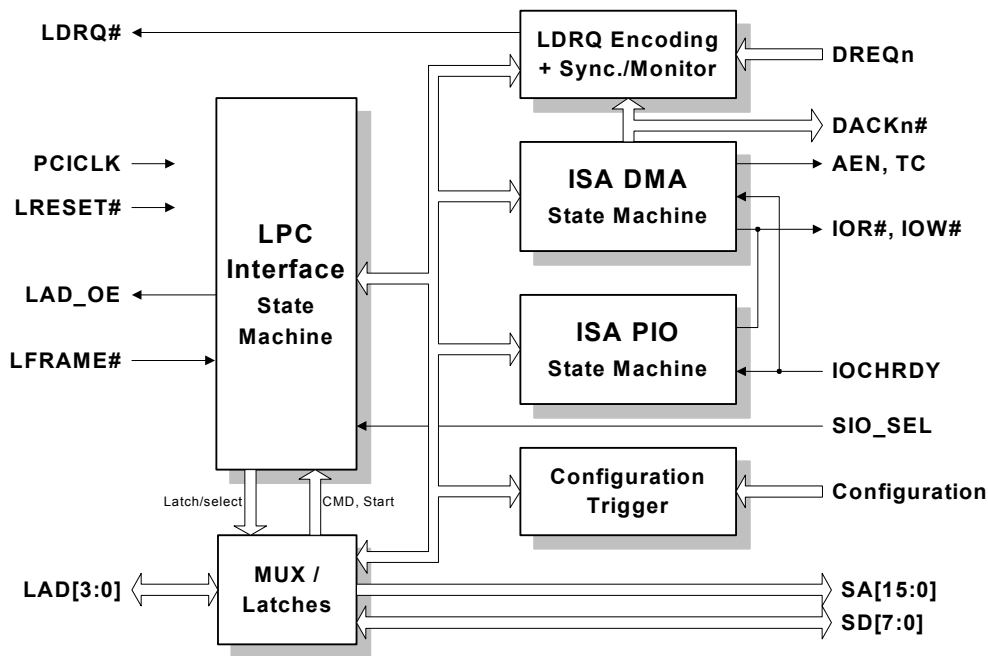 LDRQ#
LDRQ Encoding
+ Sync./Monitor
DREQn
DACKn#
PCICLK
LRESET#
LAD_OE
LFRAME#
LPC
Interface
State
Machine
ISA DMA
State Machine
AEN, TC
IOR#, IOW#
ISA PIO
State Machine
IOCHRDY
SIO_SEL
Configuration
Trigger
Configuration
Latch/select
CMD, Start
LAD[3:0]
MUX /
Latches
SA[15:0]
SD[7:0]